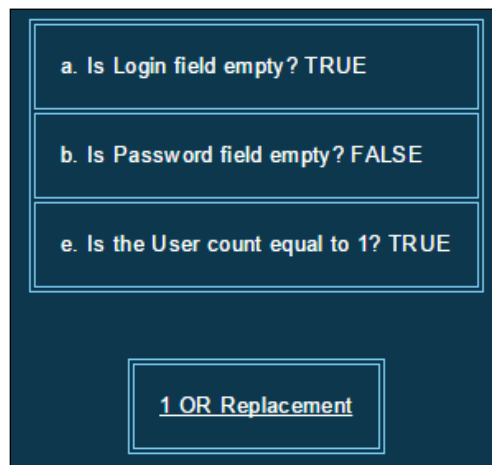 a. Is Login field empty? TRUE
b. Is Password field empty? FALSE
e. Is the User count equal to 1? TRUE
1 OR Replacement